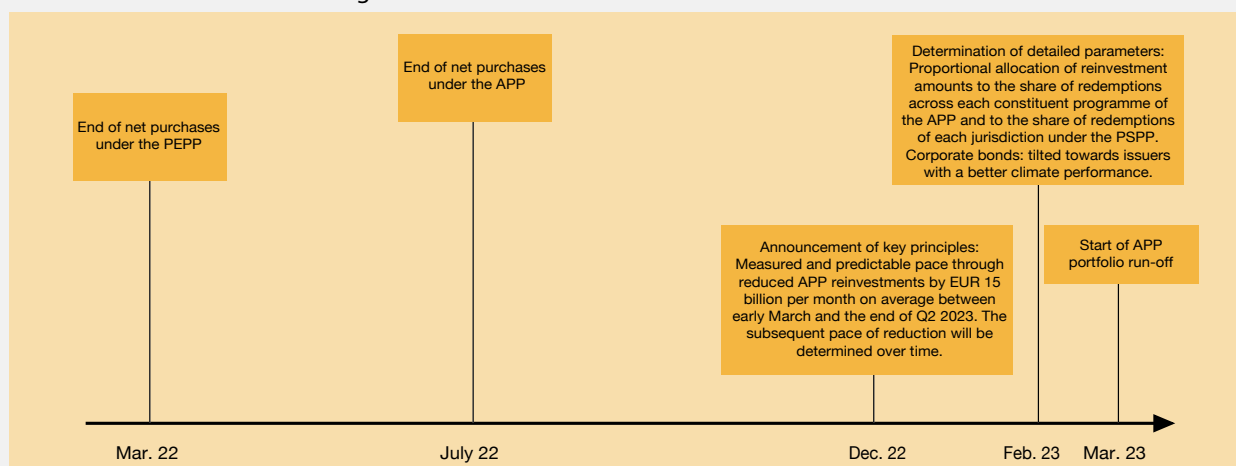 End of net purchases
under the PEPP
End of net purchases
under the APP
Announcement of key principles:
Measured and predictable pace through
reduced APP reinvestments by EUR 15
billion per month on average between
early March and the end of Q2 2023. The
subsequent pace of reduction will be
determined over time.
Determination of detailed parameters:
Proportional allocation of reinvestment
amounts to the share of redemptions
across each constituent programme of
the APP and to the share of redemptions
of each jurisdiction under the PSPP.
Corporate bonds: tilted towards issuers
with a better climate performance.
Start of APP
portfolio run-off
Mar. 22
July 22
Dec. 22
Feb. 23
Mar. 23